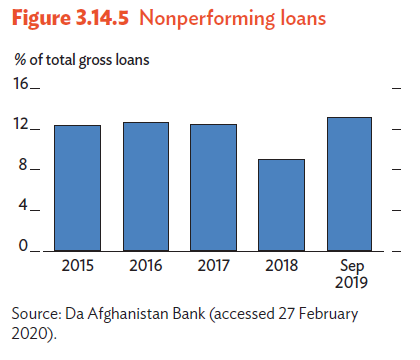 Figure 3.14.5 Nonperforming loans
% of total gross loans
16
12
8
4
0
2015 2016 2017 2018 Sep
2019
Source: Da Afghanistan Bank (accessed 27 February
2020).